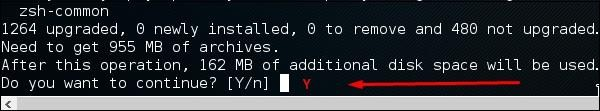 zsh-common
1264 upgraded, 0 newly installed, 0 to remove and 480 not upgraded.
Need to get 955 MB of archives.
After this operation, 162 MB of additional disk space will be used.
Do you want to continue? [Y/n] Y